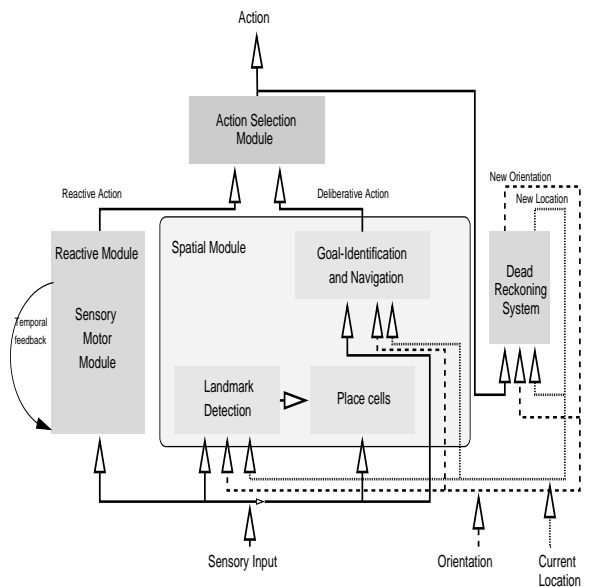 Action
Action Selection
Module
New Orientation
Reactive Action
Deliberative Action
New Location
Reactive Module
Spatial Module
Goal-Identification
and Navigation
Dead
Reckoning
System
Temporal
feedback
Sensory
Motor
Module
Landmark
Detection
Place cells
Sensory Input
Orientation
Current
Location